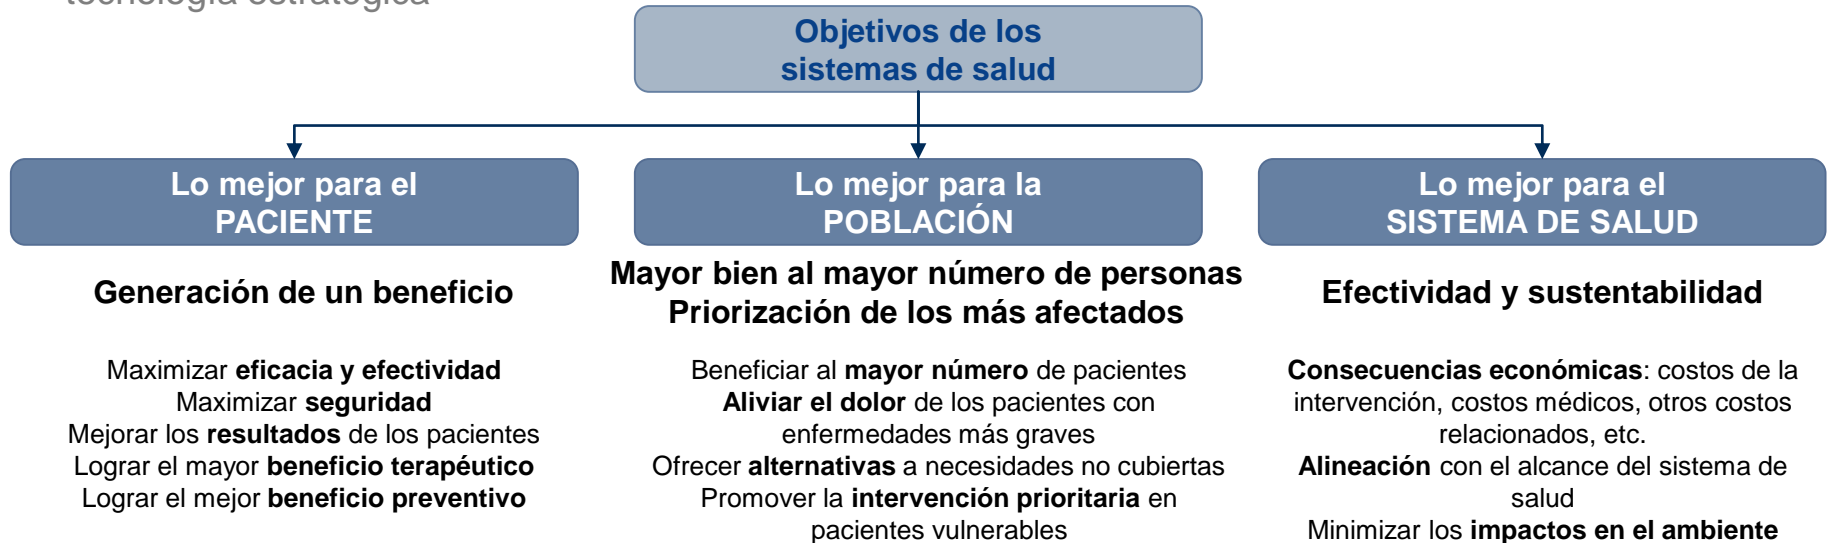 tecnología estratégica
Objetivos de los
sistemas de salud
Lo mejor para el
PACIENTE
Generación de un beneficio
Maximizar eficacia y efectividad
Maximizar seguridad
Mejorar los resultados de los pacientes
Lograr el mayor beneficio terapéutico
Lograr el mejor beneficio preventivo
Lo mejor para la
POBLACIÓN
Mayor bien al mayor número de personas
Priorización de los más afectados
Beneficiar al mayor número de pacientes
Aliviar el dolor de los pacientes con
enfermedades más graves
Ofrecer alternativas a necesidades no cubiertas
Promover la intervención prioritaria en
pacientes vulnerables
Lo mejor para el
SISTEMA DE SALUD
Efectividad y sustentabilidad
Consecuencias económicas: costos de la
intervención, costos médicos, otros costos
relacionados, etc.
Alineación con el alcance del sistema de
salud
Minimizar los impactos en el ambiente